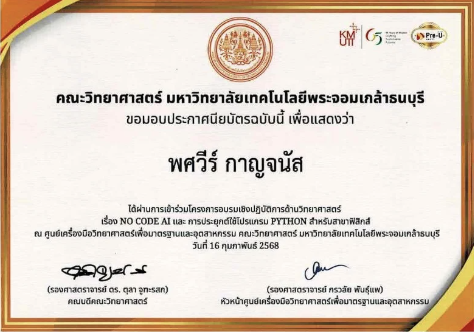 KMUTT
65
Pre-U
คณะวิทยาศาสตร์ มหาวิทยาลัยเทคโนโลยีพระจอมเกล้าธนบุรี
ขอมอบประกาศนียบัตรฉบับนี้ เพื่อแสดงว่า
พศวีร์ กาญจนัส
ได้ผ่านการเข้าร่วมโครงการอบรมเชิงปฏิบัติการด้านวิทยาศาสตร์
เรื่อง NO CODE AI และ การประยุกต์ใช้โปรแกรม PYTHON สำหรับสาขาฟิสิกส์
ณ ศูนย์เครื่องมือวิทยาศาสตร์เพื่อมาตรฐานและอุตสาหกรรม คณะวิทยาศาสตร์ มหาวิทยาลัยเทคโนโลยีพระจอมเกล้าธนบุรี
วันที่ 16 กุมภาพันธ์ 2568
(รองศาสตราจารย์ ดร. ตุลา จูฑะรสก)
คณบดีคณะวิทยาศาสตร์
(รองศาสตราจารย์ กรวลัย พันธุ์แพ)
หัวหน้าศูนย์เครื่องมือวิทยาศาสตร์เพื่อมาตรฐานและอุตสาหกรรม